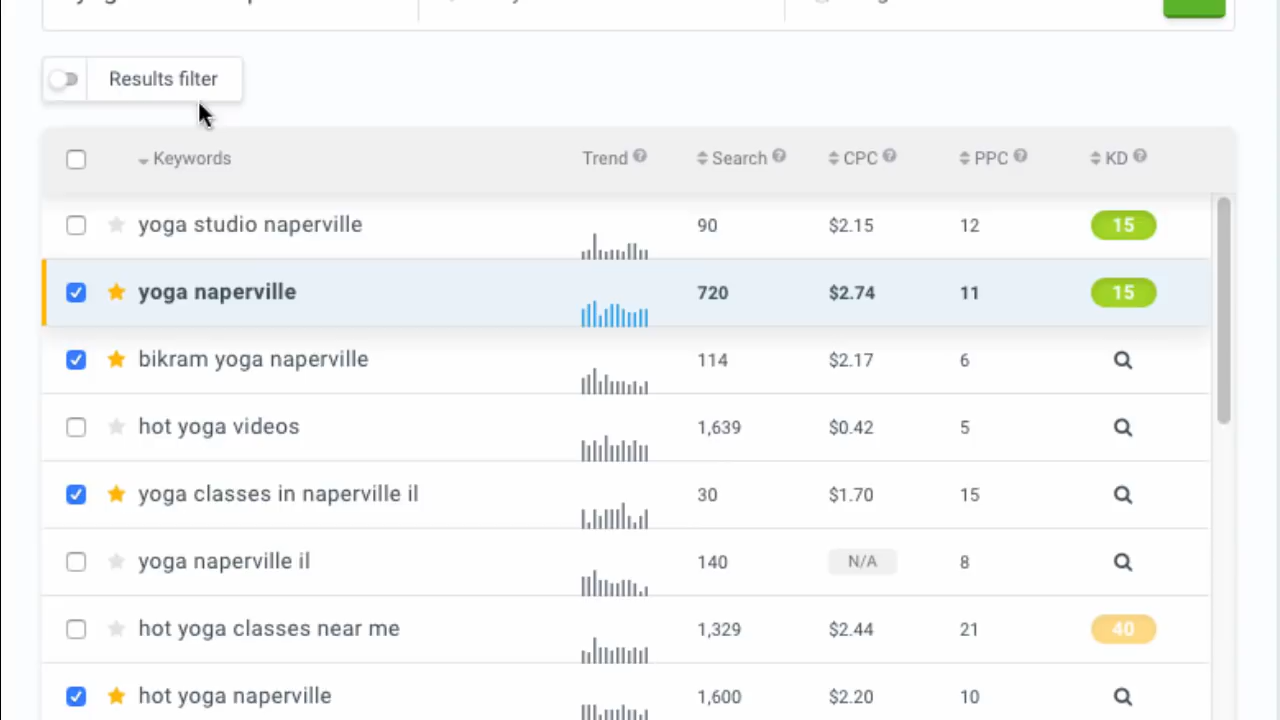 Results filter
Keywords Trend Search CPC PPC KD
yoga studio naperville 90 $2.15 12 15
yoga naperville 720 $2.74 11 15
bikram yoga naperville 114 $2.17 6
hot yoga videos 1,639 $0.42 5
yoga classes in naperville il 30 $1.70 15
yoga naperville il 140 N/A 8
hot yoga classes near me 1,329 $2.44 21 40
hot yoga naperville 1,600 $2.20 10